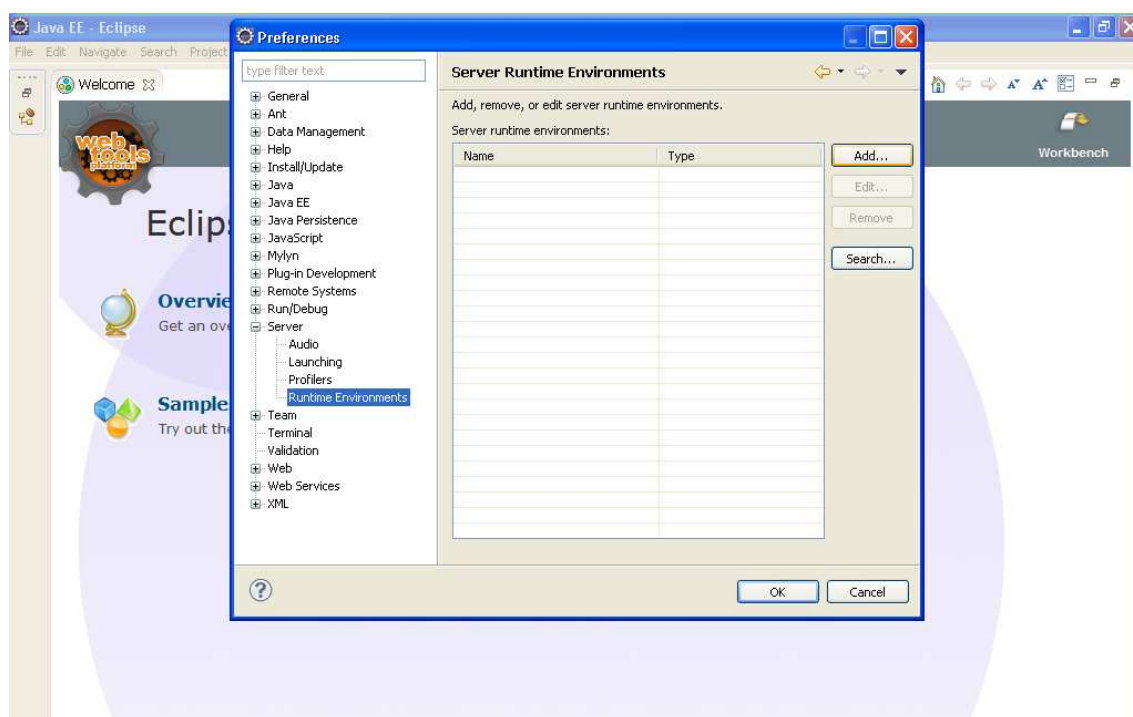 Java EE - Eclipse
File Edit Navigate Search Project
Welcome
web
tools
platform
Workbench
Eclip
Overvie
Get an ov
Sample
Try out the
Preferences
type filter text
General
Ant
Data Management
Help
Install/Update
Java
Java EE
Java Persistence
JavaScript
Mylyn
Plug-in Development
Remote Systems
Run/Debug
Server
Audio
Launching
Profilers
Runtime Environments
Team
Terminal
Validation
Web
Web Services
XML
Server Runtime Environments
Add, remove, or edit server runtime environments.
Server runtime environments:
Name Type
Add...
Edit...
Remove
Search...
OK Cancel